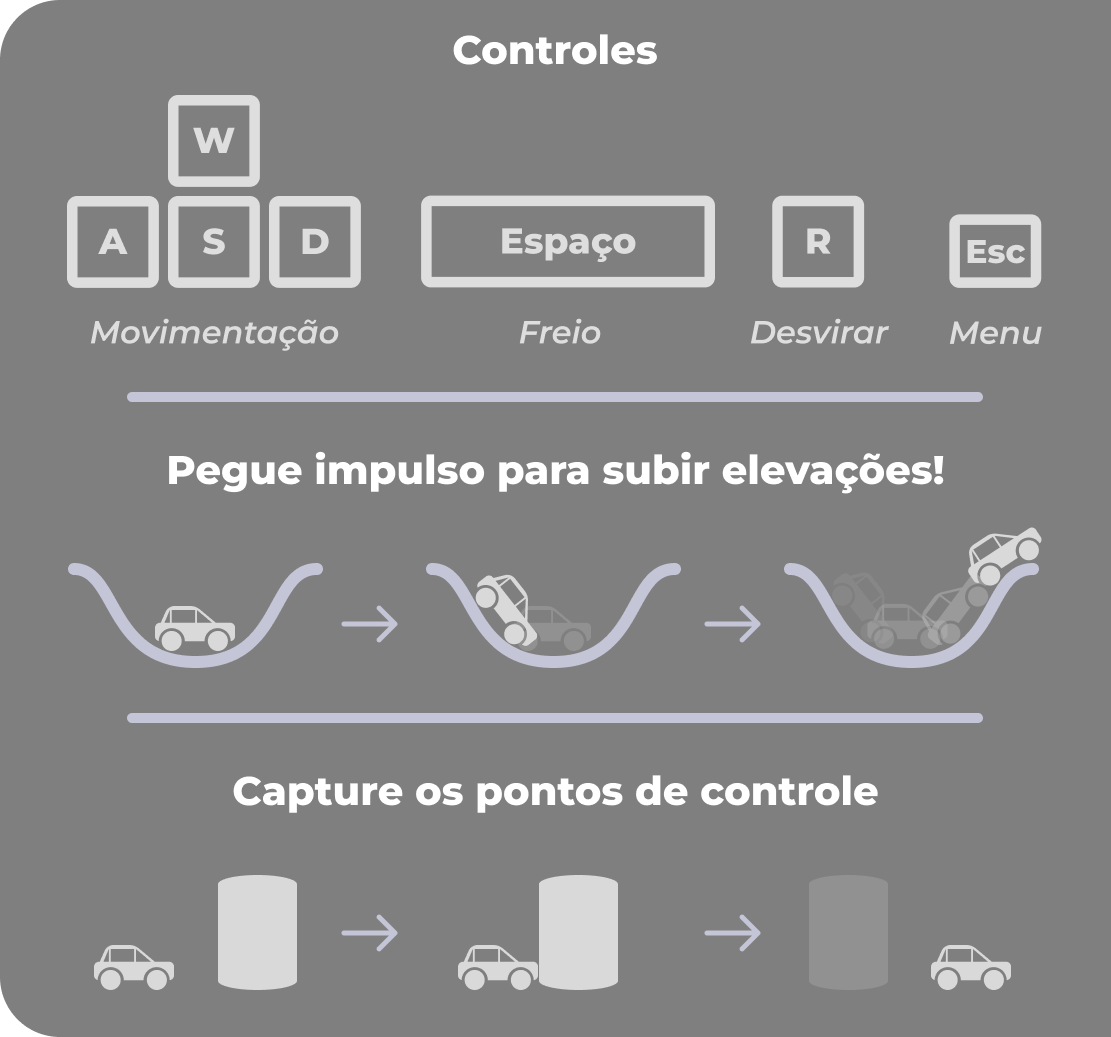 Controles
W
A S D Espaço R Esc
Movimentação Freio Desvirar Menu
Pegue impulso para subir elevações!
Capture os pontos de controle